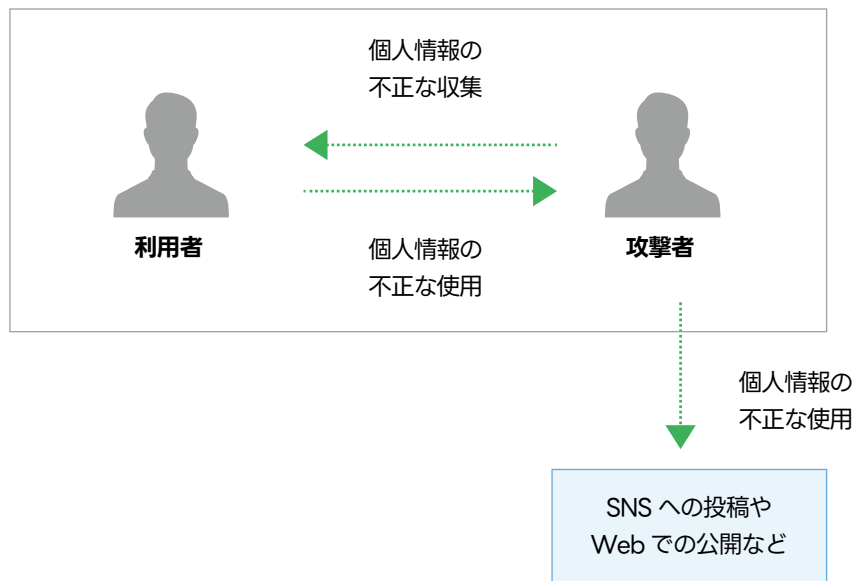 個人情報の
不正な収集
利用者
個人情報の
不正な使用
攻撃者
個人情報の
不正な使用
SNS への投稿や
Web での公開など